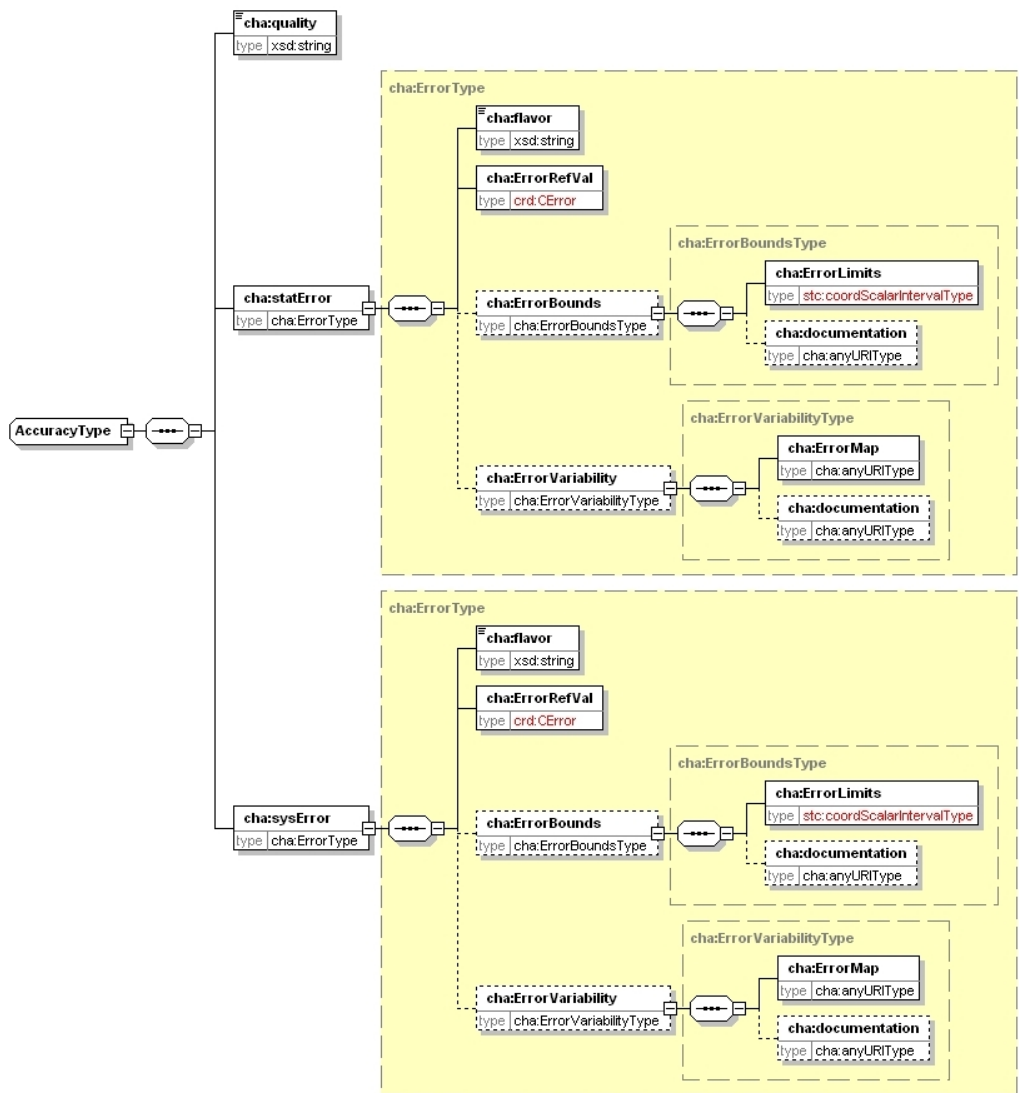 cha:quality
type xsd:string
cha:ErrorType
cha:flavor
type xsd:string
cha:ErrorRefVal
type crd:CError
cha:ErrorBoundsType
cha:ErrorLimits
type stc:coordScalarIntervalType
cha:statError
type cha:ErrorType
cha:ErrorBounds
type cha:ErrorBoundsType
cha:documentation
type cha:anyURIType
AccuracyType
cha:ErrorVariabilityType
cha:ErrorMap
type cha:anyURIType
cha:ErrorVariability
type cha:ErrorVariabilityType
cha:documentation
type cha:anyURIType
cha:ErrorType
cha:flavor
type xsd:string
cha:ErrorRefVal
type crd:CError
cha:ErrorBoundsType
cha:ErrorLimits
type stc:coordScalarIntervalType
cha:sysError
type cha:ErrorType
cha:ErrorBounds
type cha:ErrorBoundsType
cha:documentation
type cha:anyURIType
cha:ErrorVariabilityType
cha:ErrorMap
type cha:anyURIType
cha:ErrorVariability
type cha:ErrorVariabilityType
cha:documentation
type cha:anyURIType